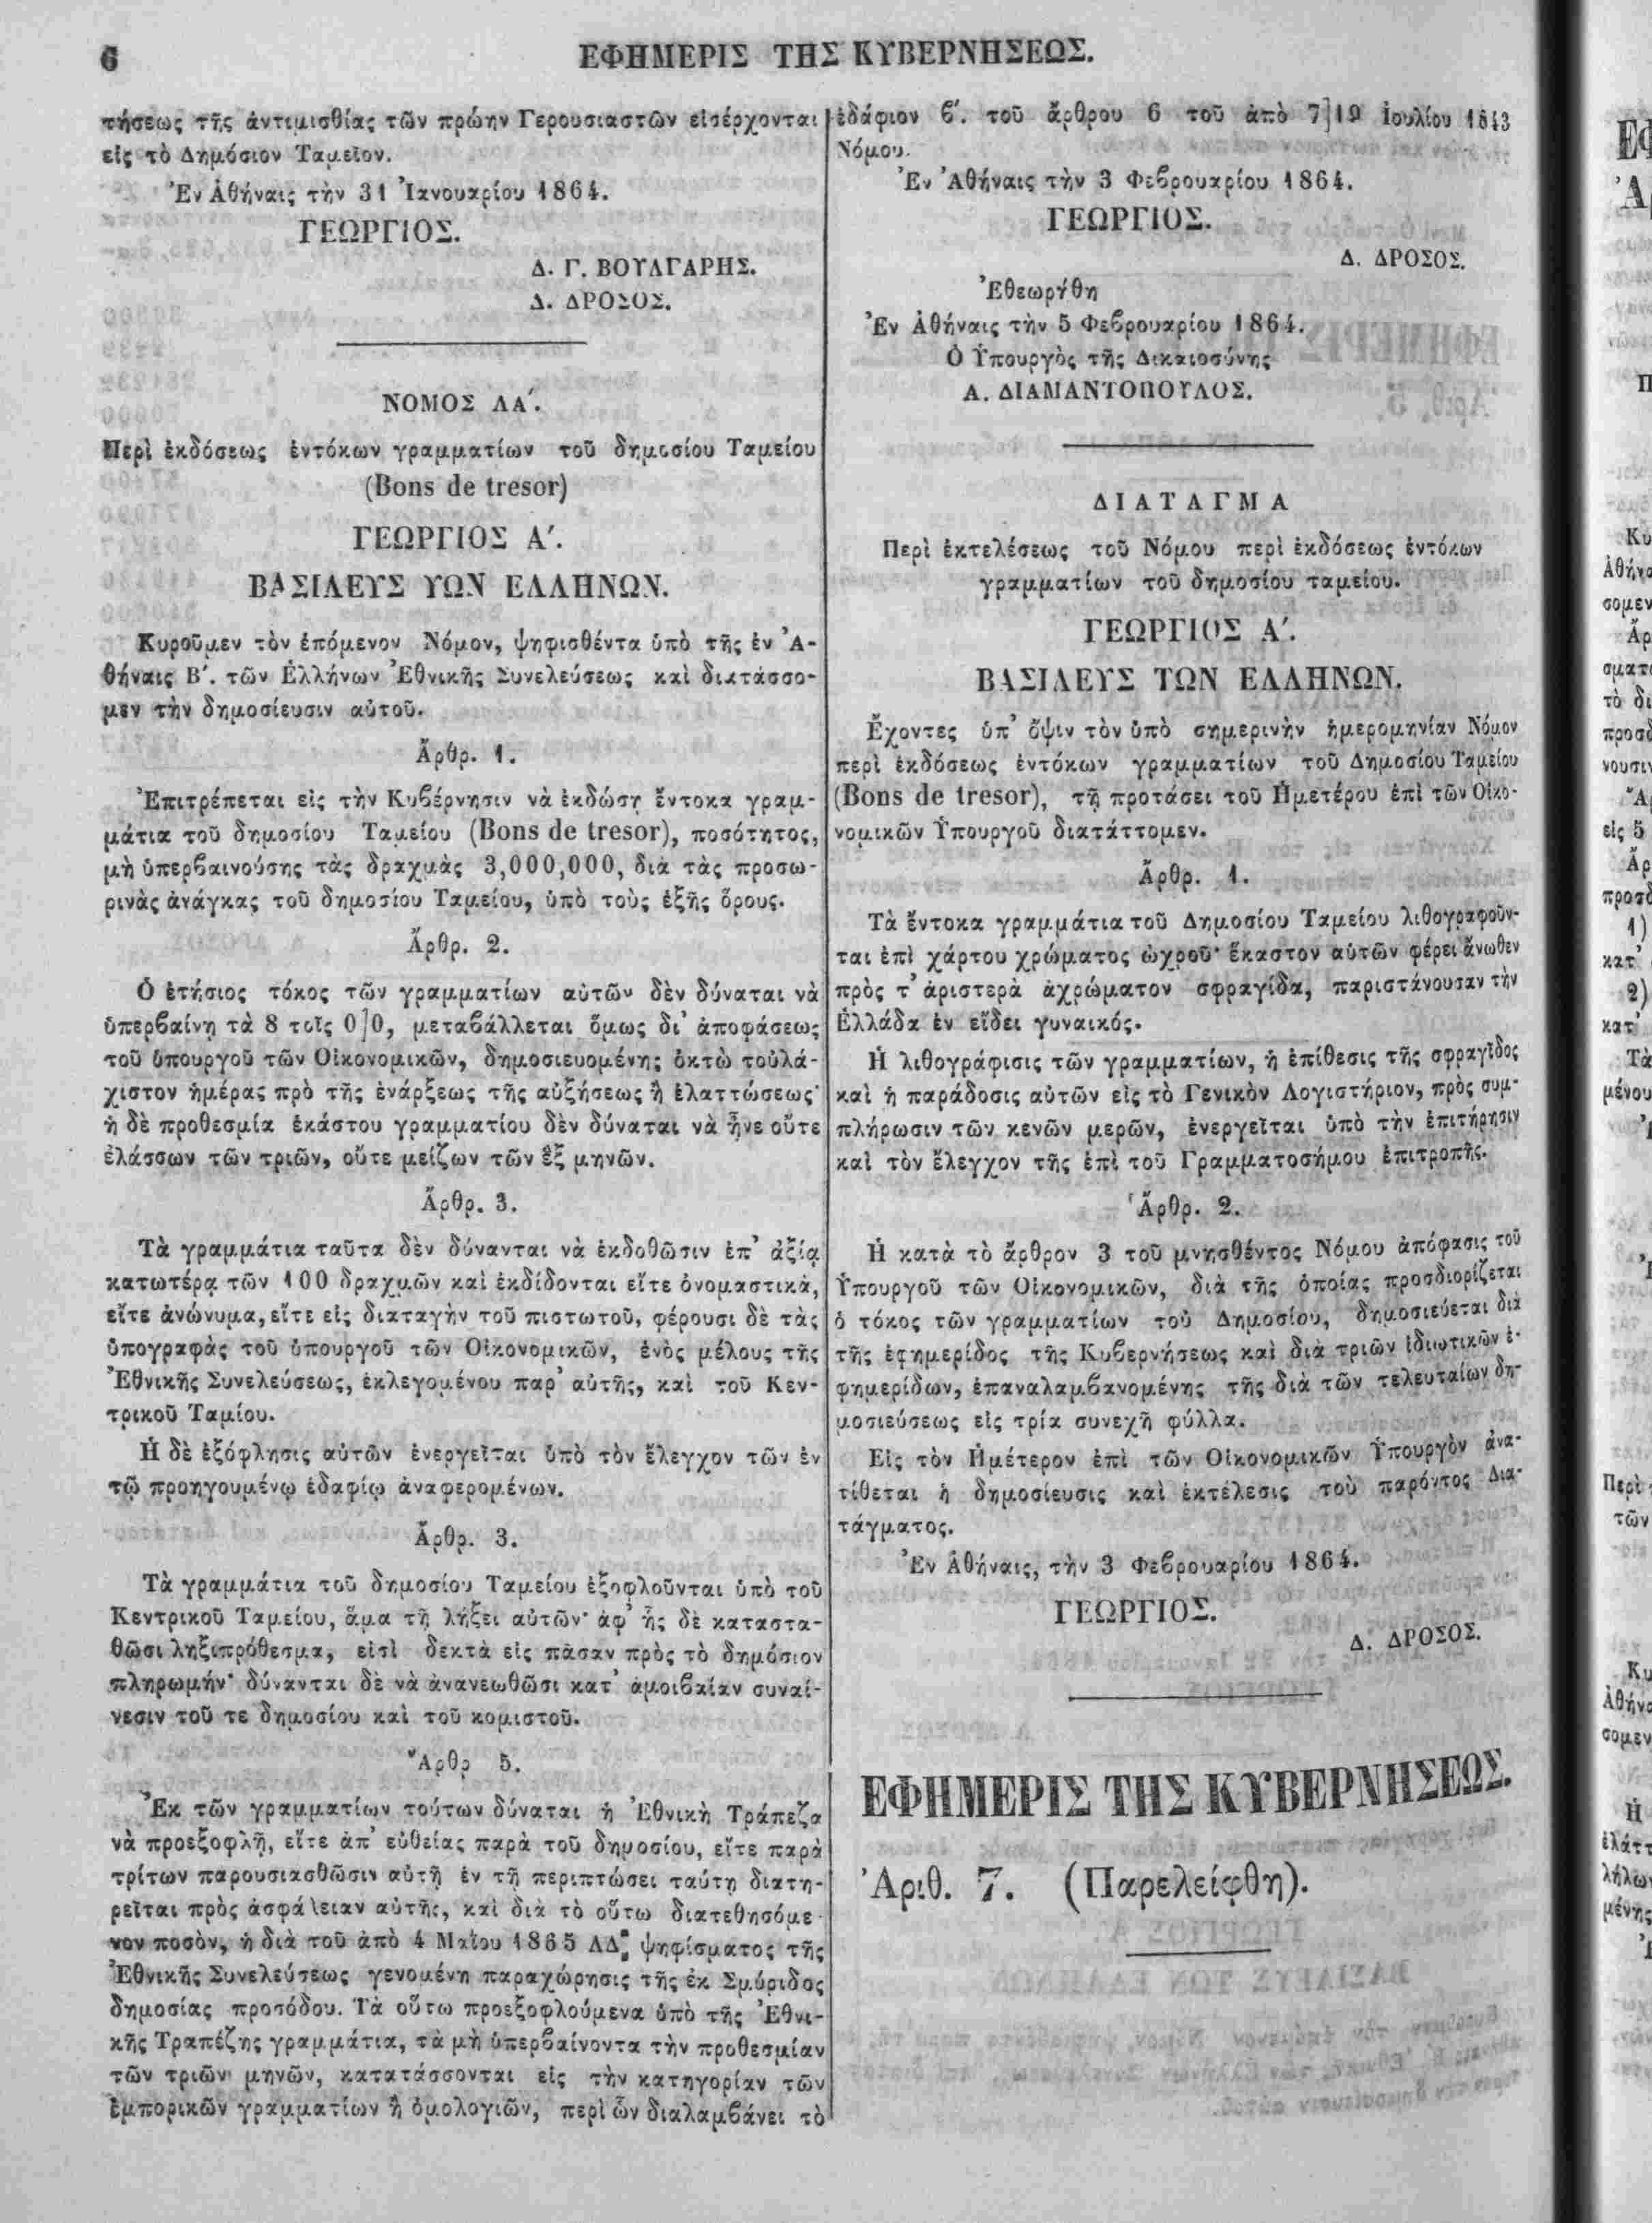 6
ΕΦΗΜΕΡΙΣ ΤΗΣ ΚΥΒΕΡΝΗΣΕΩΣ.
τήσεως τῆς ἀντιμισθίας τῶν πρώην Γερουσιαστῶν εἰσέρχονται
εἰς τὸ Δημόσιον Ταμεῖον.
Ἐν Ἀθήναις τὴν 31 Ἰανουαρίου 1864.
ΓΕΩΡΓΙΟΣ.
Δ. Γ. ΒΟΥΛΓΑΡΗΣ.
Δ. ΔΡΟΣΟΣ.
ΝΟΜΟΣ ΛΑ΄.
Περὶ ἐκδόσεως ἐντόκων γραμματίων τοῦ δημοσίου Ταμείου
(Bons de tresor)
ΓΕΩΡΓΙΟΣ Α΄.
ΒΑΣΙΛΕΥΣ ΥΩΝ ΕΛΛΗΝΩΝ.
Κυροῦμεν τὸν ἑπόμενον Νόμον, ψηφισθέντα ὑπὸ τῆς ἐν Ἀ-
θήναις Β΄. τῶν Ἑλλήνων Ἐθνικῆς Συνελεύσεως καὶ διατάσσο-
μεν τὴν δημοσίευσιν αὐτοῦ.
Ἄρθρ. 1.
Ἐπιτρέπεται εἰς τὴν Κυβέρνησιν νὰ ἐκδώσῃ ἔντοκα γραμ-
μάτια τοῦ δημοσίου Ταμείου (Bons de tresor), ποσότητος,
μὴ ὑπερβαινούσης τὰς δραχμὰς 3,000,000, διὰ τὰς προσω-
ρινὰς ἀνάγκας τοῦ δημοσίου Ταμείου, ὑπὸ τοὺς ἑξῆς ὅρους.
Ἄρθρ. 2.
Ὁ ἐτήσιος τόκος τῶν γραμματίων αὐτῶν δὲν δύναται νὰ
ὑπερβαίνῃ τὰ 8 τοῖς 0]0, μεταβάλλεται ὅμως δι' ἀποφάσεως
τοῦ ὑπουργοῦ τῶν Οἰκονομικῶν, δημοσιευομένης ὀκτὼ τοὐλά-
χιστον ἡμέρας πρὸ τῆς ἐνάρξεως τῆς αὐξήσεως ἢ ἐλαττώσεως·
ἡ δὲ προθεσμία ἑκάστου γραμματίου δὲν δύναται νὰ ἦνε οὔτε
ἐλάσσων τῶν τριῶν, οὔτε μείζων τῶν ἓξ μηνῶν.
Ἄρθρ. 3.
Τὰ γραμμάτια ταῦτα δὲν δύνανται νὰ ἐκδοθῶσιν ἐπ' ἀξίᾳ
κατωτέρᾳ τῶν 100 δραχμῶν καὶ ἐκδίδονται εἴτε ὀνομαστικὰ,
εἴτε ἀνώνυμα, εἴτε εἰς διαταγὴν τοῦ πιστωτοῦ, φέρουσι δὲ τὰς
ὑπογραφὰς τοῦ ὑπουργοῦ τῶν Οἰκονομικῶν, ἑνὸς μέλους τῆς
Ἐθνικῆς Συνελεύσεως, ἐκλεγομένου παρ' αὐτῆς, καὶ τοῦ Κεν-
τρικοῦ Ταμίου.
Ἡ δὲ ἐξόφλησις αὐτῶν ἐνεργεῖται ὑπὸ τὸν ἔλεγχον τῶν ἐν
τῷ προηγουμένῳ ἐδαφίῳ ἀναφερομένων.
Ἄρθρ. 3.
Τὰ γραμμάτια τοῦ δημοσίου Ταμείου ἐξοφλοῦνται ὑπὸ τοῦ
Κεντρικοῦ Ταμείου, ἅμα τῇ λήξει αὐτῶν· ἀφ' ἧς δὲ καταστα-
θῶσι ληξιπρόθεσμα, εἰσὶ δεκτὰ εἰς πᾶσαν πρὸς τὸ δημόσιον
πληρωμήν· δύνανται δὲ νὰ ἀνανεωθῶσι κατ' ἀμοιβαίαν συναί-
νεσιν τοῦ τε δημοσίου καὶ τοῦ κομιστοῦ.
Ἄρθρ 5.
Ἐκ τῶν γραμματίων τούτων δύναται ἡ Ἐθνικὴ Τράπεζα
νὰ προεξοφλῇ, εἴτε ἀπ' εὐθείας παρὰ τοῦ δημοσίου, εἴτε παρὰ
τρίτων παρουσιασθῶσιν αὐτῇ ἐν τῇ περιπτώσει ταύτῃ διατη-
ρεῖται πρὸς ἀσφάλειαν αὐτῆς, καὶ διὰ τὸ οὕτω διατεθησόμε-
νον ποσὸν, ἡ διὰ τοῦ ἀπὸ 4 Μαΐου 1865 ΛΔ. ψηφίσματος τῆς
Ἐθνικῆς Συνελεύσεως γενομένη παραχώρησις τῆς ἐκ Σμύριδος
δημοσίας προσόδου. Τὰ οὕτω προεξοφλούμενα ὑπὸ τῆς Ἐθνι-
κῆς Τραπέζης γραμμάτια, τὰ μὴ ὑπερβαίνοντα τὴν προθεσμίαν
τῶν τριῶν μηνῶν, κατατάσσονται εἰς τὴν κατηγορίαν τῶν
ἐμπορικῶν γραμματίων ἢ ὁμολογιῶν, περὶ ὧν διαλαμβάνει τὸ
ἐδάφιον β΄. τοῦ ἄρθρου 6 τοῦ ἀπὸ 7]19 Ἰουλίου 1843
Νόμου.
Ἐν Ἀθήναις τὴν 3 Φεβρουαρίου 1864.
ΓΕΩΡΓΙΟΣ.
Δ. ΔΡΟΣΟΣ.
Ἐθεωρήθη
Ἐν Ἀθήναις τὴν 5 Φεβρουαρίου 1864.
Ὁ Ὑπουργὸς τῆς Δικαιοσύνης
Α. ΔΙΑΜΑΝΤΟΠΟΥΛΟΣ.
ΔΙΑΤΑΓΜΑ
Περὶ ἐκτελέσεως τοῦ Νόμου περὶ ἐκδόσεως ἐντόκων
γραμματίων τοῦ δημοσίου ταμείου.
ΓΕΩΡΓΙΟΣ Α΄.
ΒΑΣΙΛΕΥΣ ΤΩΝ ΕΛΛΗΝΩΝ.
Ἔχοντες ὑπ' ὄψιν τὸν ὑπὸ σημερινὴν ἡμερομηνίαν Νόμον
περὶ ἐκδόσεως ἐντόκων γραμματίων τοῦ Δημοσίου Ταμείου
(Bons de tresor), τῇ προτάσει τοῦ Ἡμετέρου ἐπὶ τῶν Οἰκο-
νομικῶν Ὑπουργοῦ διατάττομεν.
Ἄρθρ. 1.
Τὰ ἔντοκα γραμμάτια τοῦ Δημοσίου Ταμείου λιθογραφοῦν-
ται ἐπὶ χάρτου χρώματος ὠχροῦ· ἕκαστον αὐτῶν φέρει ἄνωθεν
πρὸς τ' ἀριστερὰ ἀχρώματον σφραγίδα, παριστάνουσαν τὴν
Ἑλλάδα ἐν εἴδει γυναικός.
Ἡ λιθογράφισις τῶν γραμματίων, ἡ ἐπίθεσις τῆς σφραγῖδος
καὶ ἡ παράδοσις αὐτῶν εἰς τὸ Γενικὸν Λογιστήριον, πρὸς συμ-
πλήρωσιν τῶν κενῶν μερῶν, ἐνεργεῖται ὑπὸ τὴν ἐπιτήρησιν
καὶ τὸν ἔλεγχον τῆς ἐπὶ τοῦ Γραμματοσήμου ἐπιτροπῆς.
Ἄρθρ. 2.
Ἡ κατὰ τὸ ἄρθρον 3 τοῦ μνησθέντος Νόμου ἀπόφασις τοῦ
Ὑπουργοῦ τῶν Οἰκονομικῶν, διὰ τῆς ὁποίας προσδιορίζεται
ὁ τόκος τῶν γραμματίων τοῦ Δημοσίου, δημοσιεύεται διὰ
τῆς ἐφημερίδος τῆς Κυβερνήσεως καὶ διὰ τριῶν ἰδιωτικῶν ἐ-
φημερίδων, ἐπαναλαμβανομένης τῆς διὰ τῶν τελευταίων δη-
μοσιεύσεως εἰς τρία συνεχῆ φύλλα.
Εἰς τὸν Ἡμέτερον ἐπὶ τῶν Οἰκονομικῶν Ὑπουργὸν ἀνα-
τίθεται ἡ δημοσίευσις καὶ ἐκτέλεσις τοῦ παρόντος Δια-
τάγματος.
Ἐν Ἀθήναις, τὴν 3 Φεβρουαρίου 1864.
ΓΕΩΡΓΙΟΣ.
Δ. ΔΡΟΣΟΣ.
ΕΦΗΜΕΡΙΣ ΤΗΣ ΚΥΒΕΡΝΗΣΕΩΣ.
Ἀριθ. 7. (Παρελείφθη).